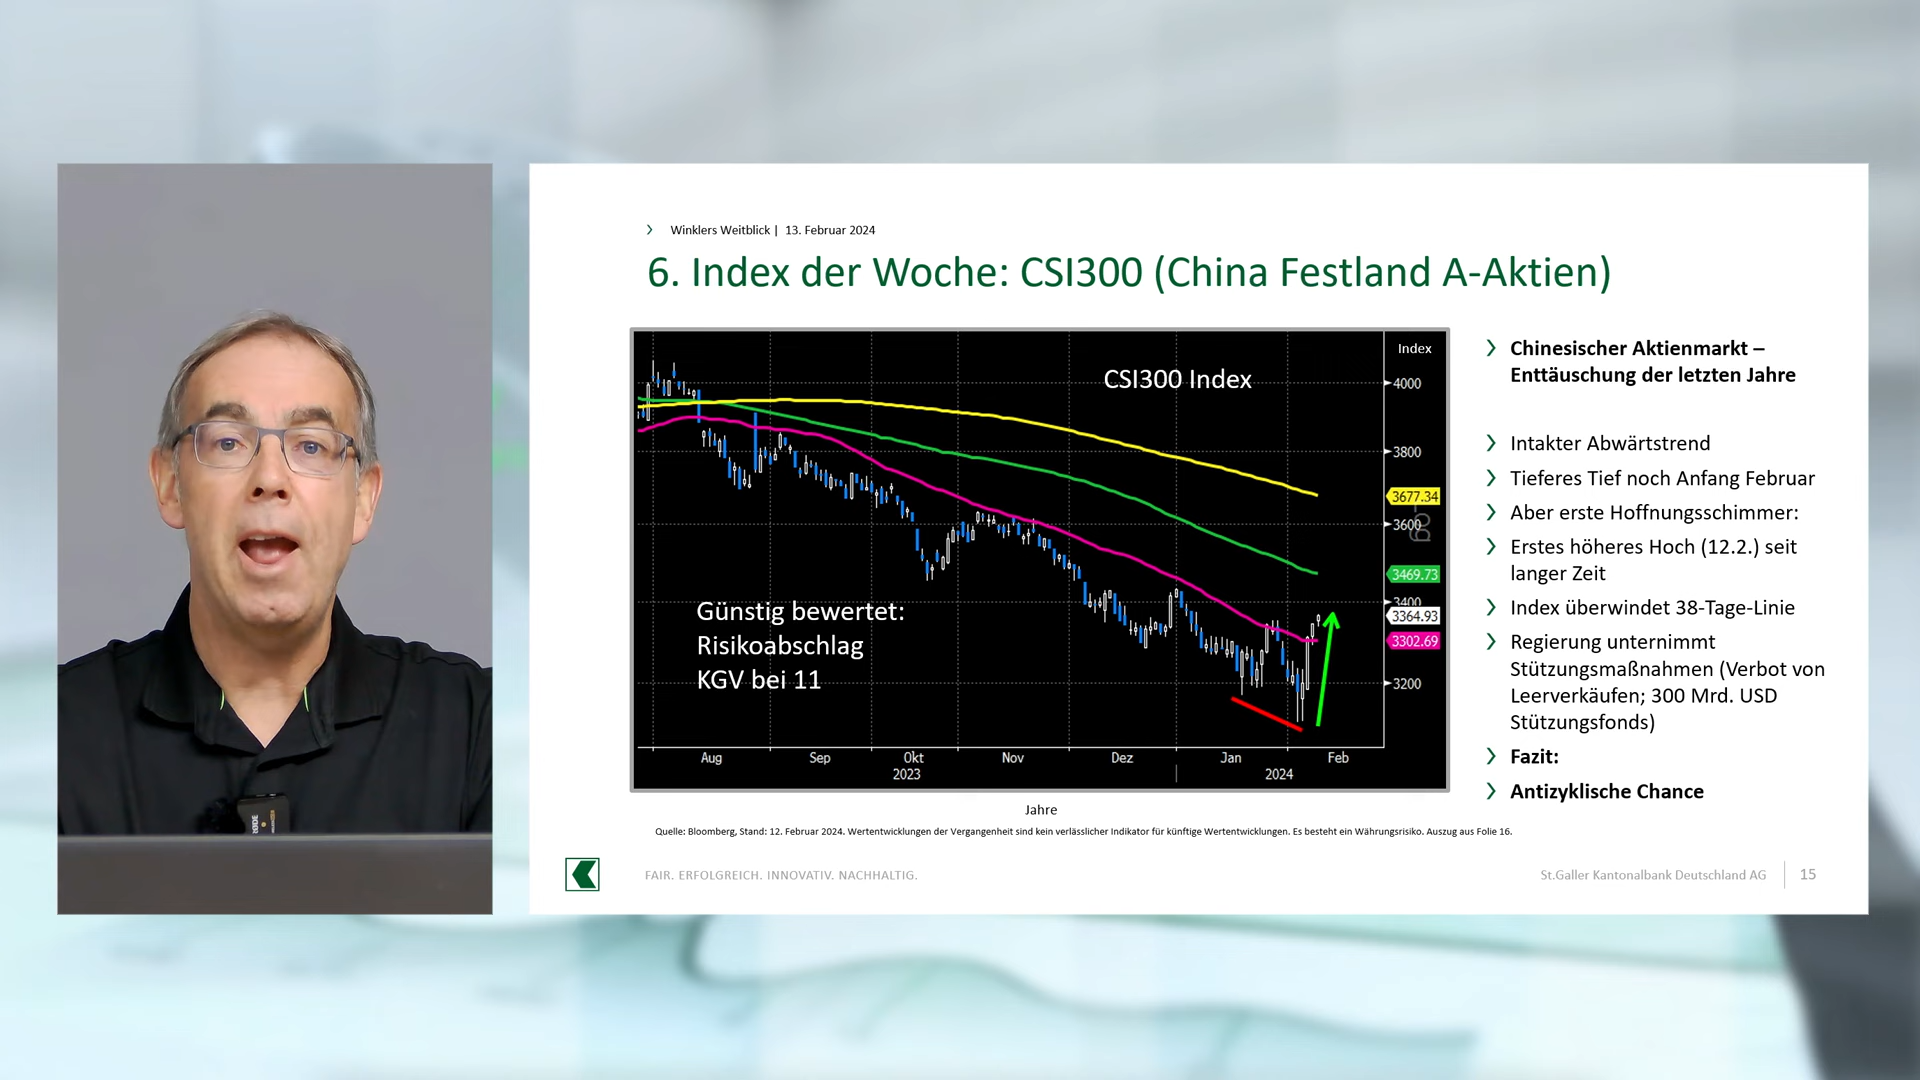 Winklers Weitblick | 13. Februar 2024
6. Index der Woche: CSI300 (China Festland A-Aktien)
Index
CSI300 Index
4000
3800
3677.34
3600
3469.73
3400
3364.93
3302.69
3200
Günstig bewertet:
Risikoabschlag
KGV bei 11
Aug Sep Okt Nov Dez Jan Feb
2023 2024
Jahre
Chinesischer Aktienmarkt –
Enttäuschung der letzten Jahre
Intakter Abwärtstrend
Tieferes Tief noch Anfang Februar
Aber erste Hoffnungsschimmer:
Erstes höheres Hoch (12.2.) seit
langer Zeit
Index überwindet 38-Tage-Linie
Regierung unternimmt
Stützungsmaßnahmen (Verbot von
Leerverkäufen; 300 Mrd. USD
Stützungsfonds)
Fazit:
Antizyklische Chance
Quelle: Bloomberg, Stand: 12. Februar 2024. Wertentwicklungen der Vergangenheit sind kein verlässlicher Indikator für künftige Wertentwicklungen. Es besteht ein Währungsrisiko. Auszug aus Folie 16.
FAIR. ERFOLGREICH. INNOVATIV. NACHHALTIG.
St.Galler Kantonalbank Deutschland AG 15
RØDE